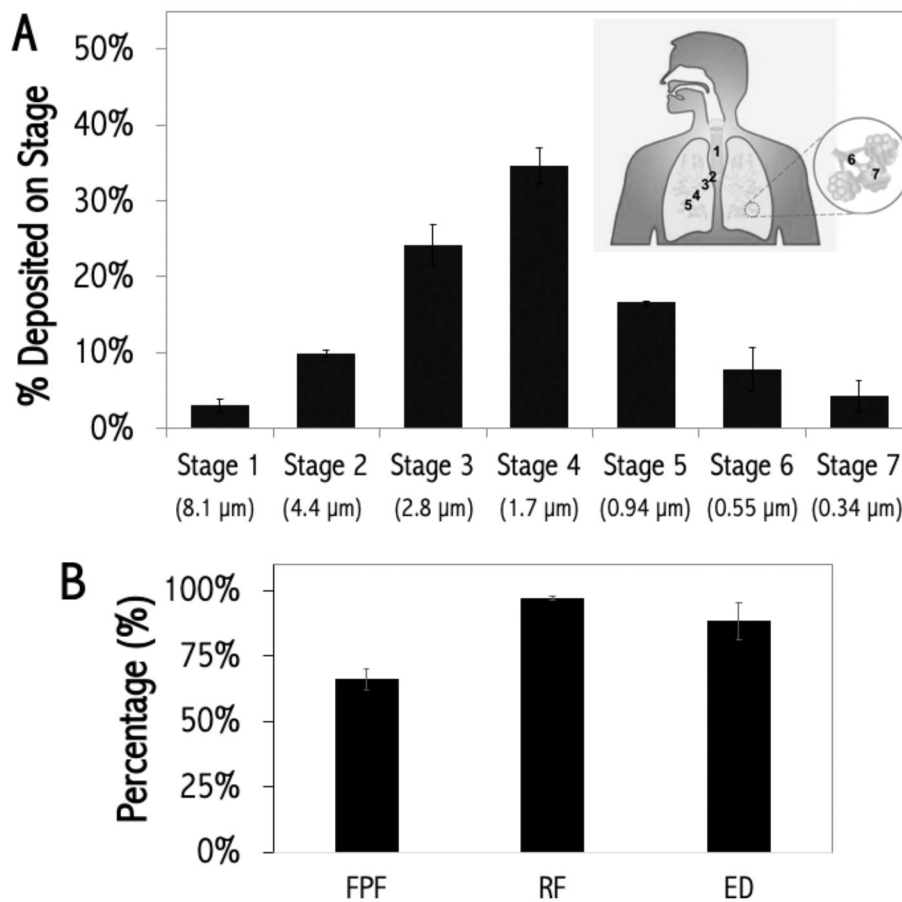 A
% Deposited on Stage
50%
40%
30%
20%
10%
0%
1
2
3
4
5
6
7
Stage 1 Stage 2 Stage 3 Stage 4 Stage 5 Stage 6 Stage 7
(8.1 µm) (4.4 µm) (2.8 µm) (1.7 µm) (0.94 µm) (0.55 µm) (0.34 µm)
B
Percentage (%)
100%
75%
50%
25%
0%
FPF RF ED